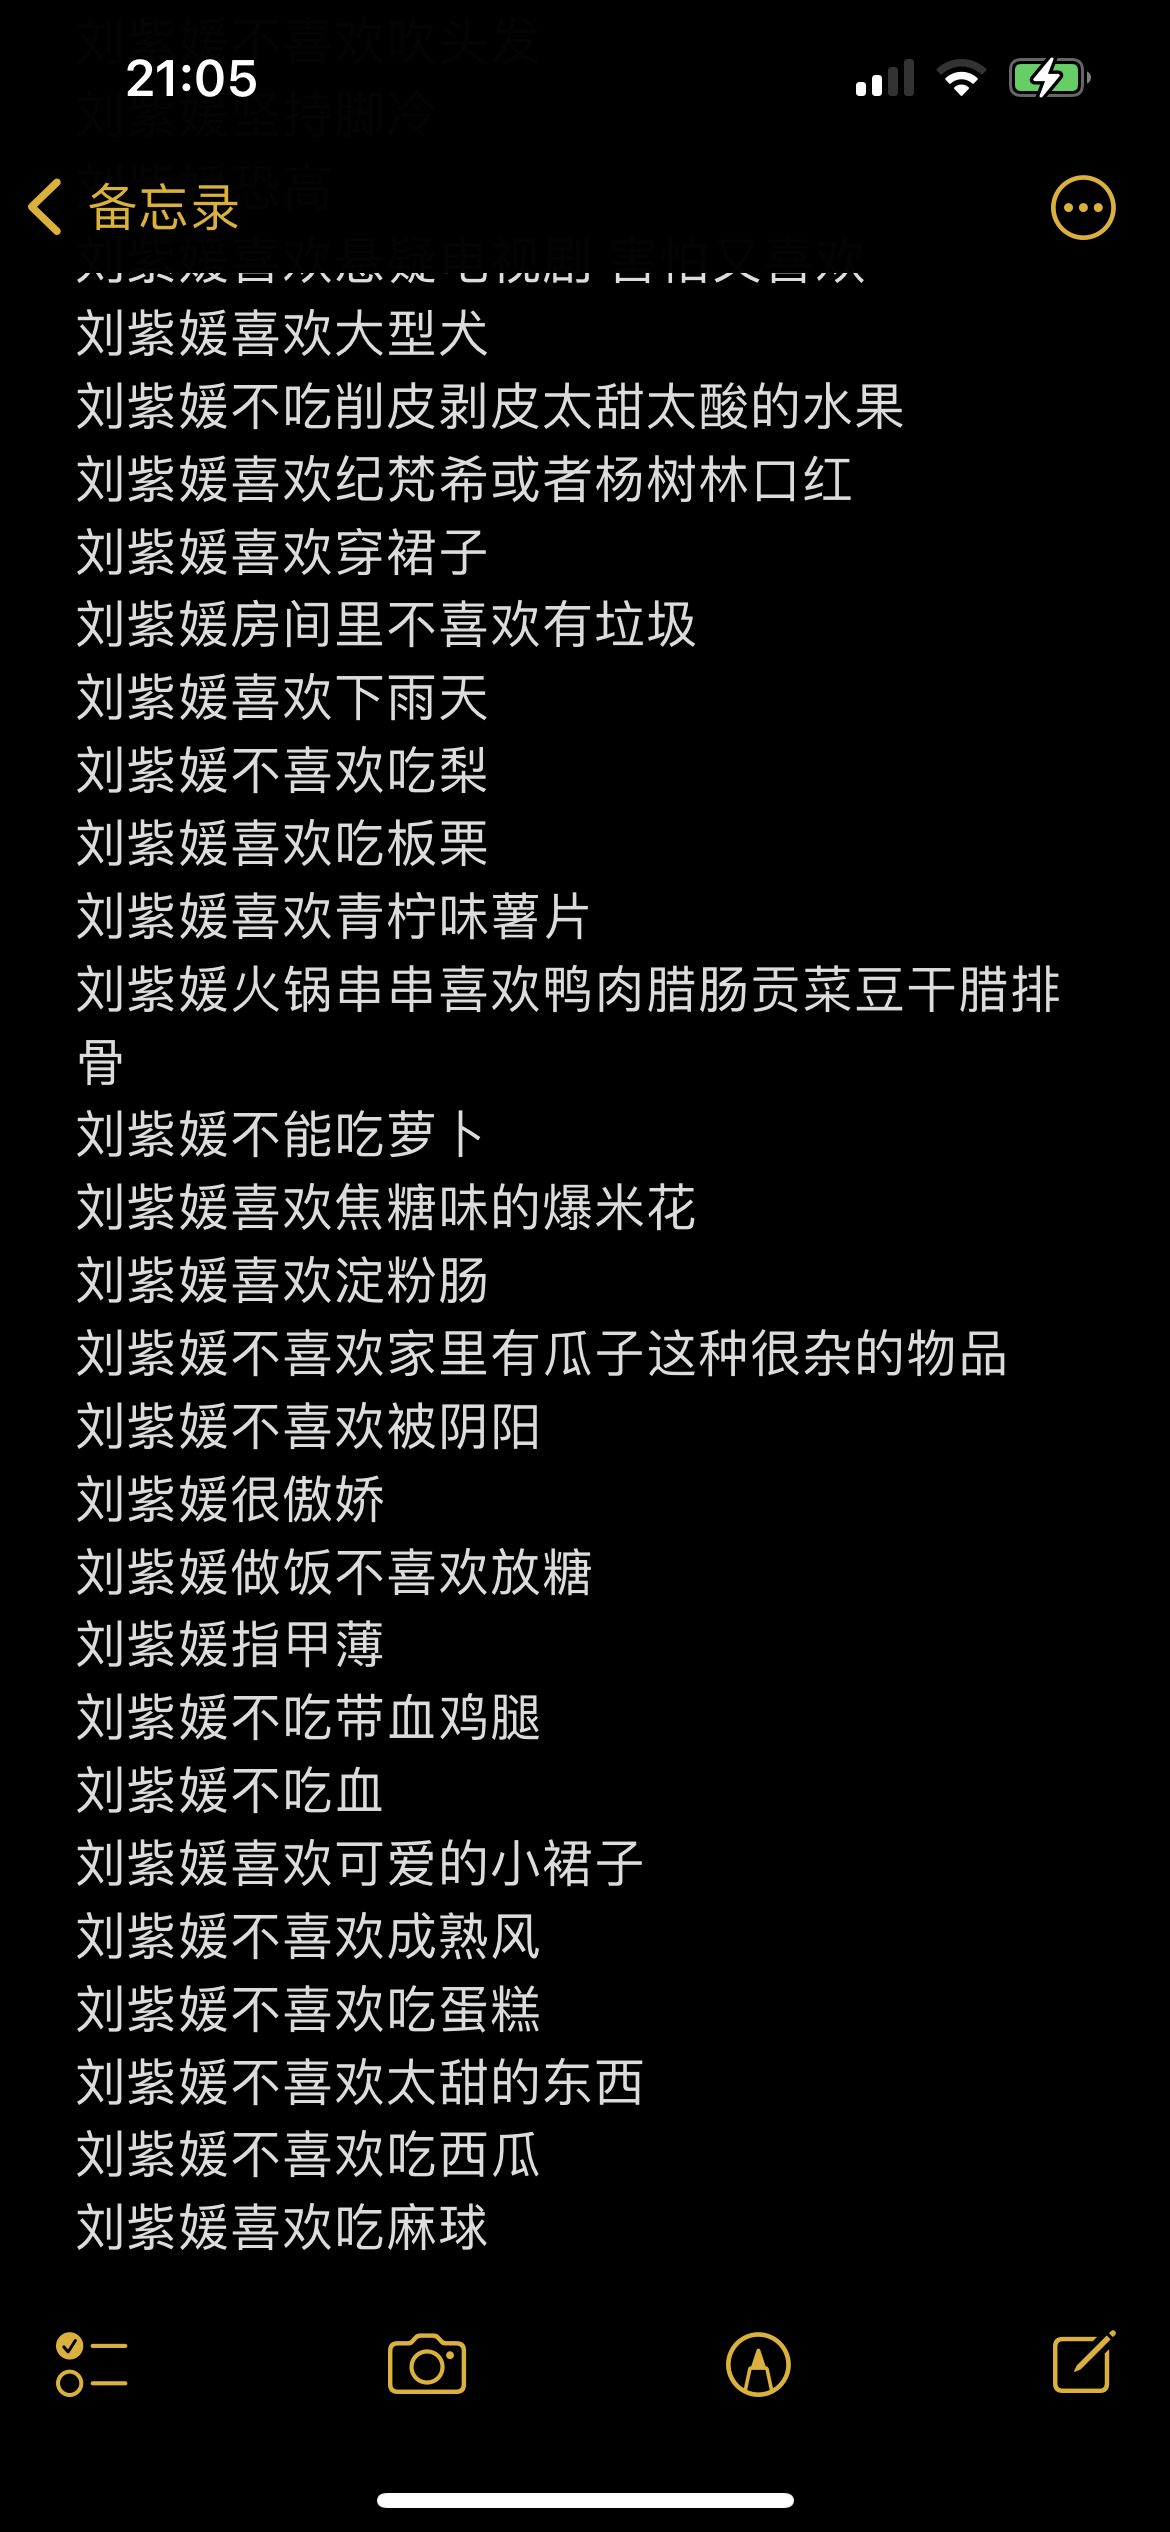 刘紫媛不喜欢吹头发
21:05
刘紫媛坚持脚冷
恐高
备忘录
刘紫媛喜欢悬疑电视剧 害怕又喜欢
刘紫媛喜欢大型犬
刘紫媛不吃削皮剥皮太甜太酸的水果
刘紫媛喜欢纪梵希或者杨树林口红
刘紫媛喜欢穿裙子
刘紫媛房间里不喜欢有垃圾
刘紫媛喜欢下雨天
刘紫媛不喜欢吃梨
刘紫媛喜欢吃板栗
刘紫媛喜欢青柠味薯片
刘紫媛火锅串串喜欢鸭肉腊肠贡菜豆干腊排
骨
刘紫媛不能吃萝卜
刘紫媛喜欢焦糖味的爆米花
刘紫媛喜欢淀粉肠
刘紫媛不喜欢家里有瓜子这种很杂的物品
刘紫媛不喜欢被阴阳
刘紫媛很傲娇
刘紫媛做饭不喜欢放糖
刘紫媛指甲薄
刘紫媛不吃带血鸡腿
刘紫媛不吃血
刘紫媛喜欢可爱的小裙子
刘紫媛不喜欢成熟风
刘紫媛不喜欢吃蛋糕
刘紫媛不喜欢太甜的东西
刘紫媛不喜欢吃西瓜
刘紫媛喜欢吃麻球